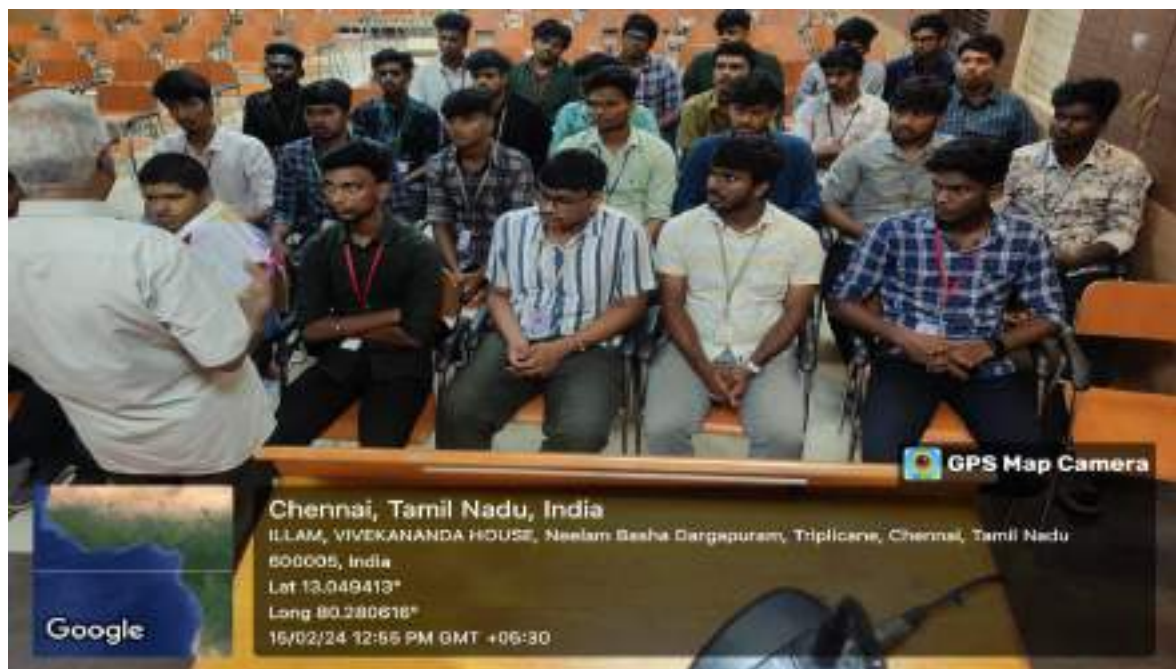 GPS Map Camera
Chennai, Tamil Nadu, India
ILLAM, VIVEKANANDA HOUSE, Neelam Basha Dargapuram, Triplicane, Chennai, Tamil Nadu
600005, India
Lat 13.049413°
Long 80.280616°
15/02/24 12:55 PM GMT +05:30
Google